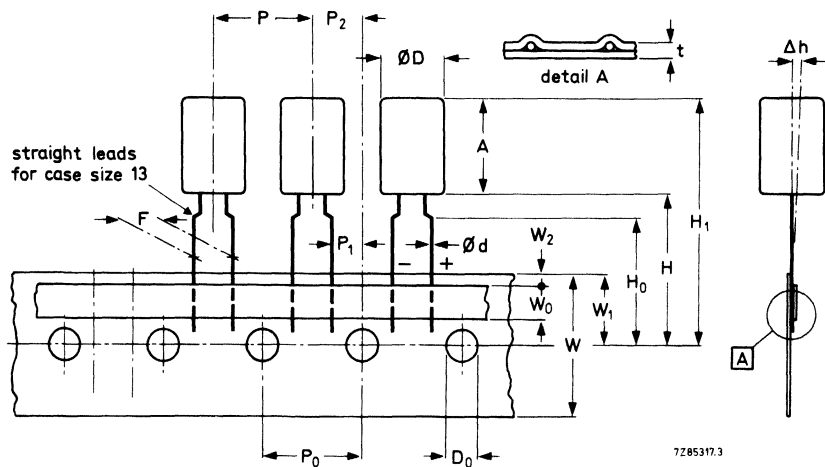 P
P2
ØD
t
Δh
detail A
straight leads
for case size 13
A
H1
F
P1
Ød
W2
H0
H
- +
W0
W1
W
A
P0
D0
7Z85317.3